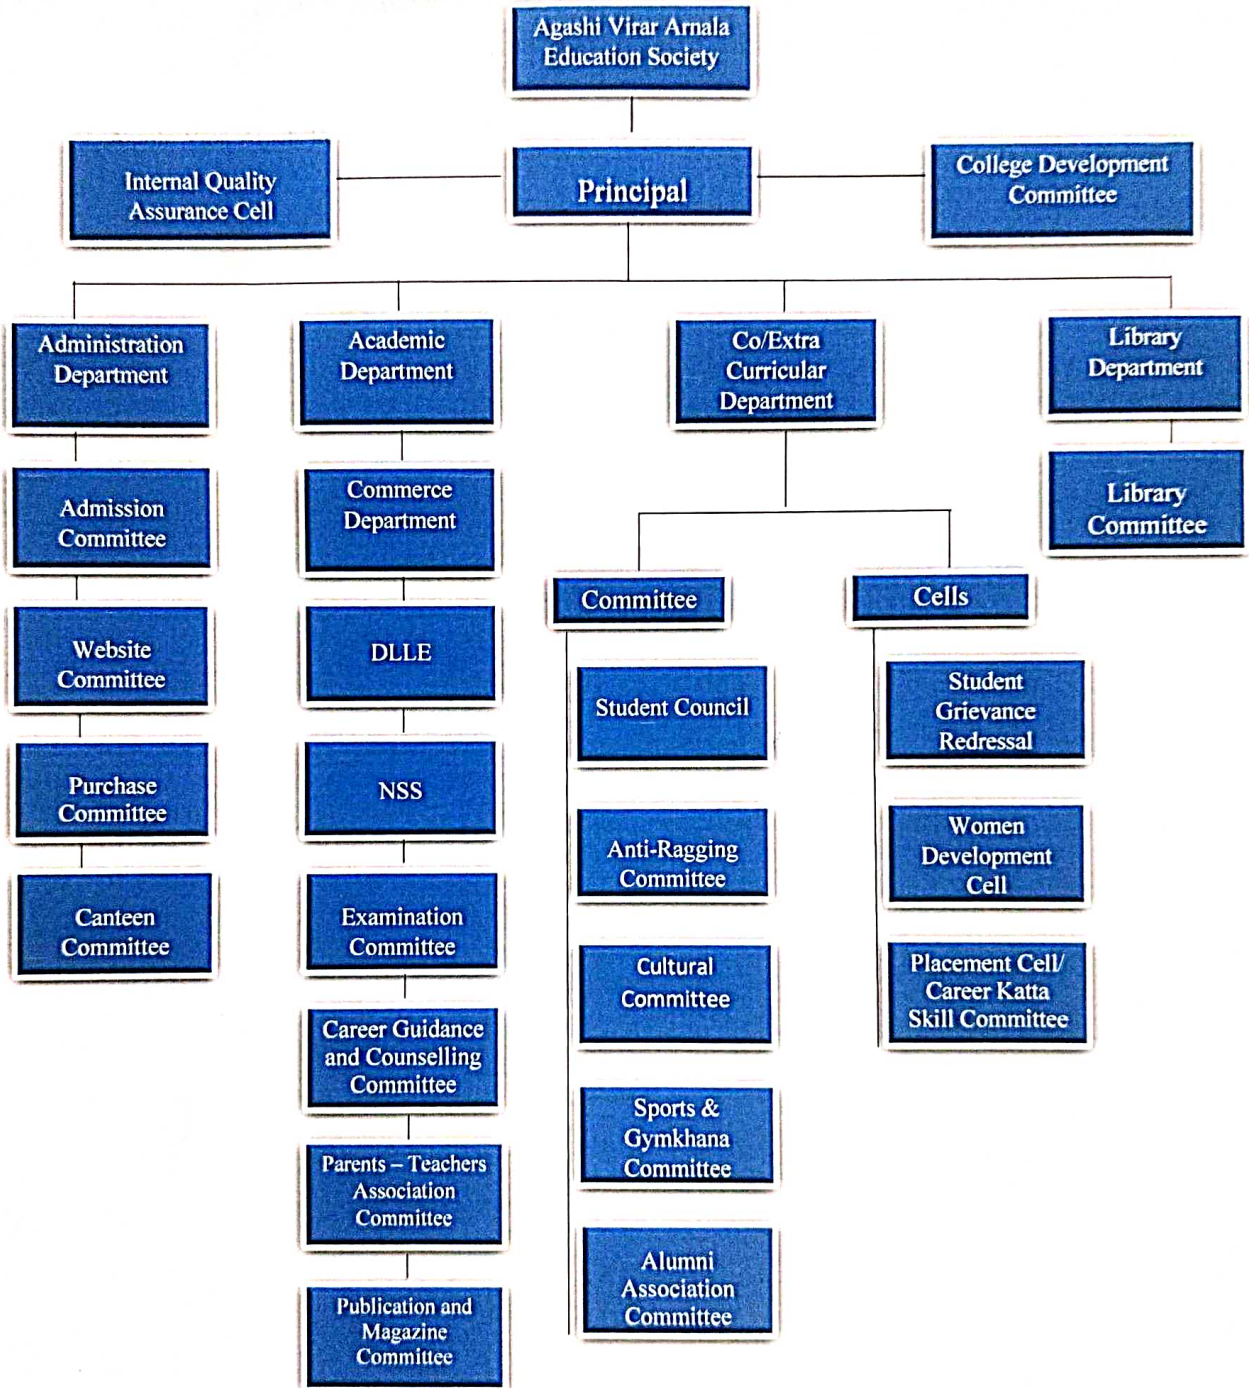 Agashi Virar Arnala
Education Society
Internal Quality
Assurance Cell
Principal
College Development
Committee
Administration
Department
Academic
Department
Co/Extra
Curricular
Department
Library
Department
Admission
Committee
Commerce
Department
Library
Committee
Committee
Cells
Website
Committee
DLLE
Student Council
Student
Grievance
Redressal
Purchase
Committee
NSS
Anti-Ragging
Committee
Women
Development
Cell
Canteen
Committee
Examination
Committee
Cultural
Committee
Placement Cell/
Career Katta
Skill Committee
Career Guidance
and Counselling
Committee
Sports &
Gymkhana
Committee
Parents – Teachers
Association
Committee
Alumni
Association
Committee
Publication and
Magazine
Committee